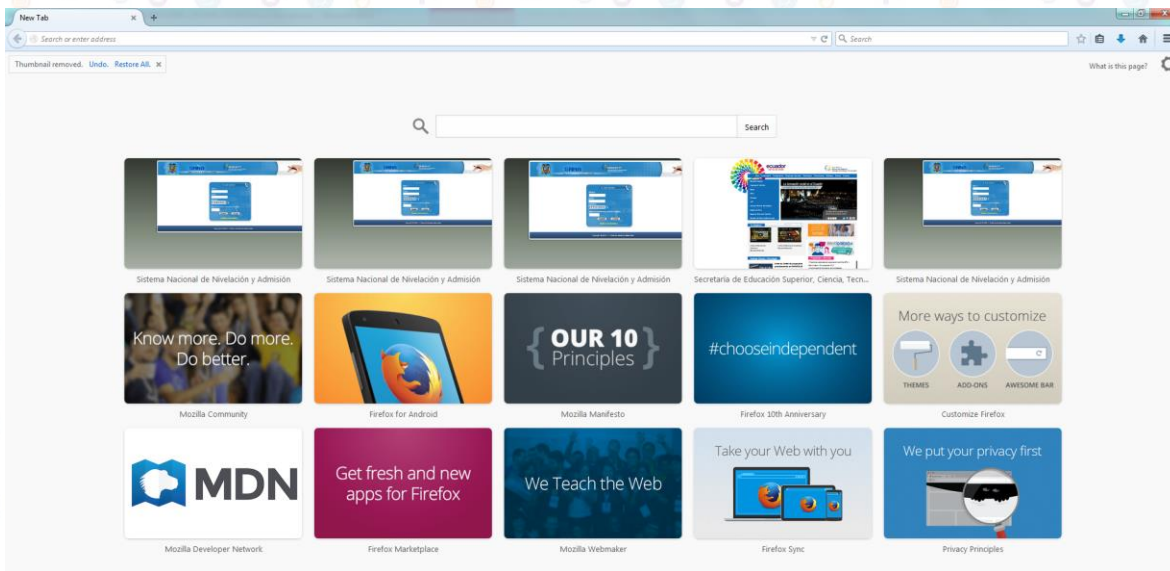 New Tab
Search or enter address
Search
Thumbnail removed. Undo. Restore All.
What is this page?
Search
ecuador
Sistema Nacional de Nivelación y Admisión
Sistema Nacional de Nivelación y Admisión
Sistema Nacional de Nivelación y Admisión
Secretaría de Educación Superior, Ciencia, Tecn...
Sistema Nacional de Nivelación y Admisión
Know more. Do more.
Do better.
{ OUR 10
Principles }
#chooseindependent
More ways to customize
THEMES ADD-ONS AWESOME BAR
Mozilla Community
Firefox for Android
Mozilla Manifesto
Firefox 10th Anniversary
Customize Firefox
MDN
Get fresh and new
apps for Firefox
We Teach the Web
Take your Web with you
We put your privacy first
Mozilla Developer Network
Firefox Marketplace
Mozilla Webmaker
Firefox Sync
Privacy Principles